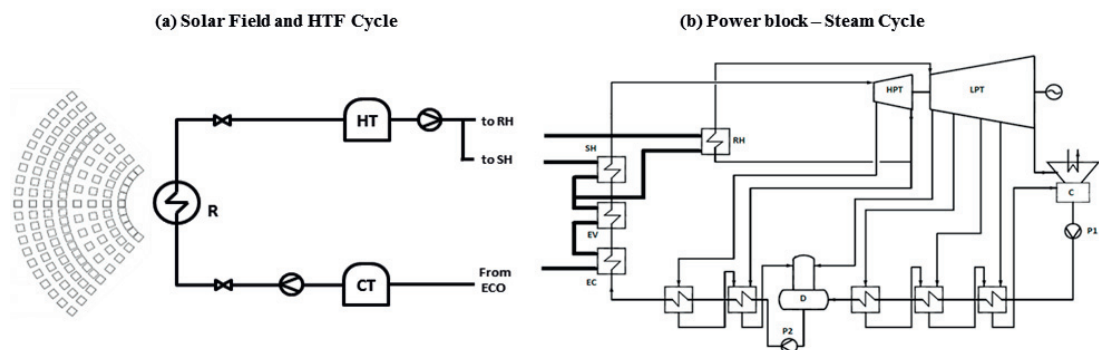 (a) Solar Field and HTF Cycle
(b) Power block – Steam Cycle
HT
to RH
to SH
R
CT
From
ECO
HPT
LPT
RH
SH
EV
EC
C
P1
D
P2